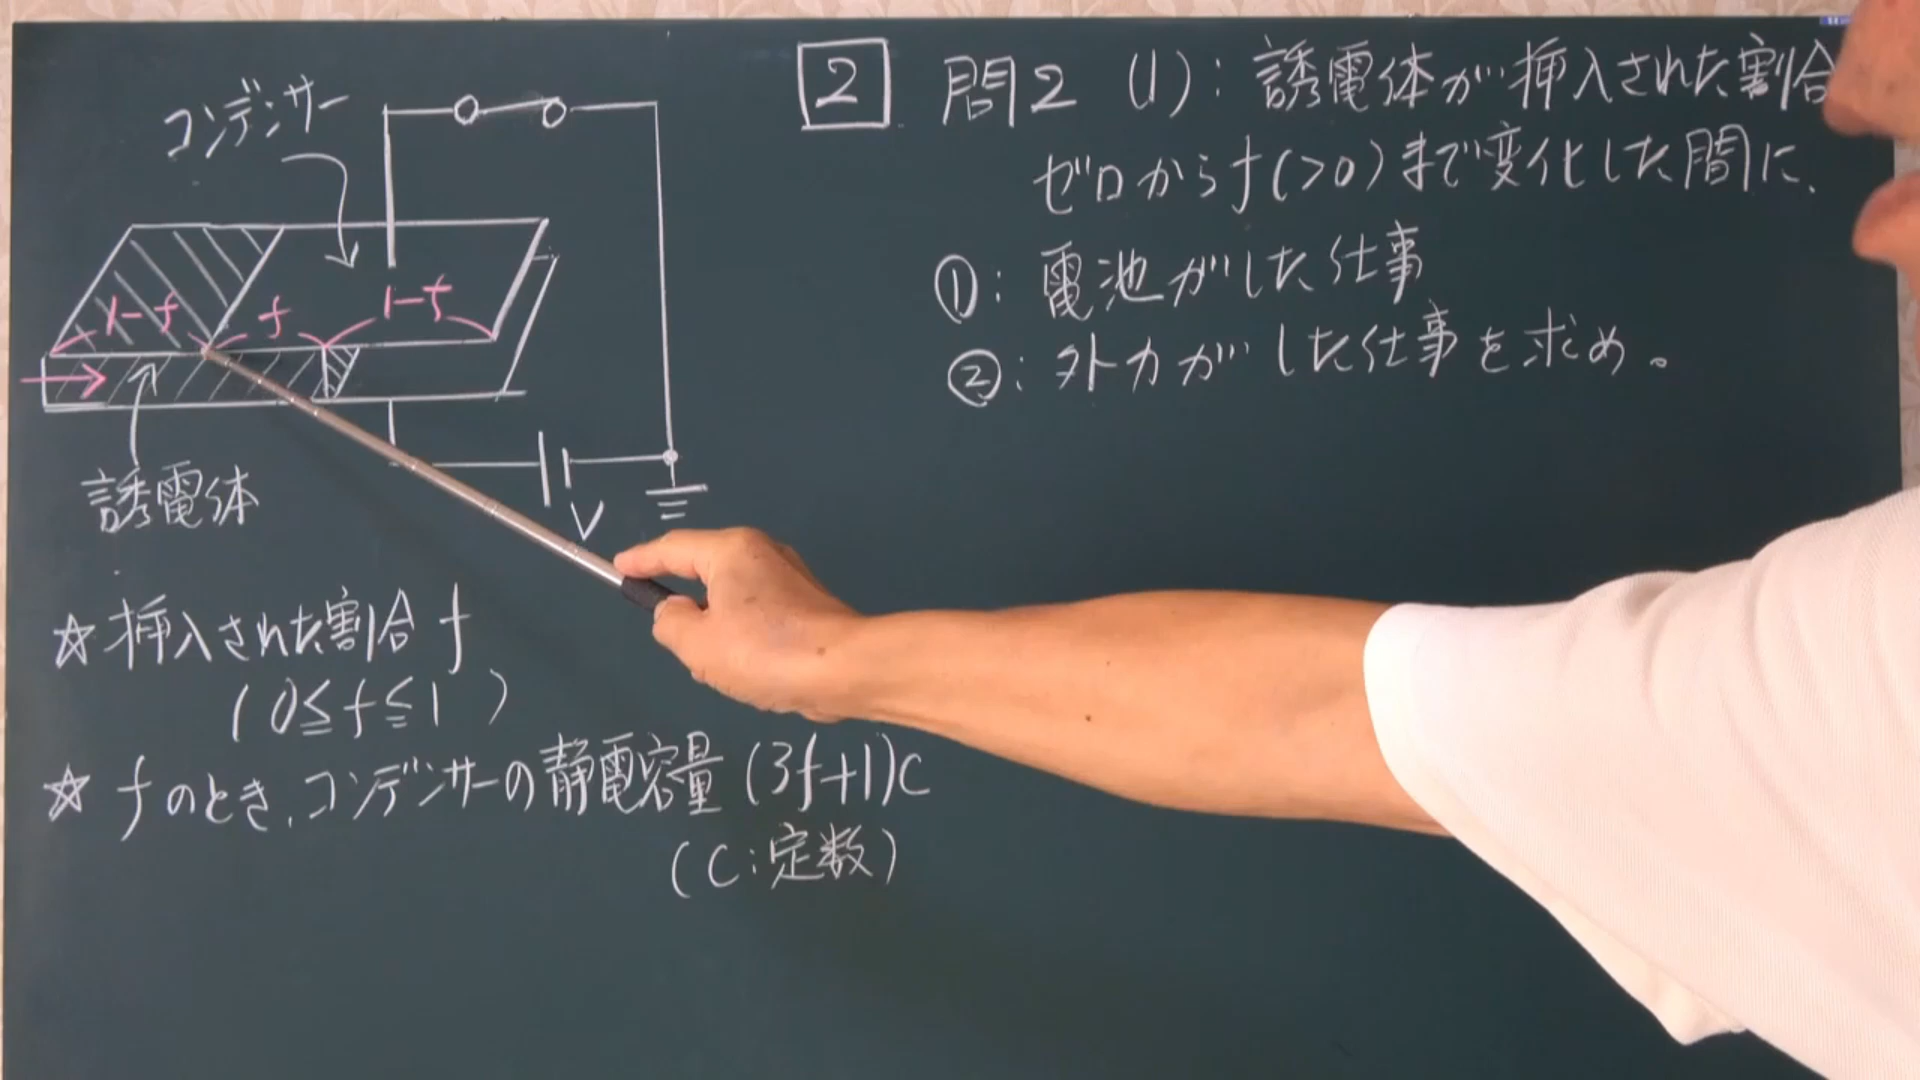 コンデンサー
1-f f 1-f
誘電体
V
☆挿入された割合 f
(0≦f≦1)
☆fのとき、コンデンサーの静電容量 (3f+1)C
(C:定数)
2 問2 (1):誘電体が挿入された割合
ゼロからf(>0)まで変化した間に、
①:電池がした仕事
②:外力がした仕事を求め。